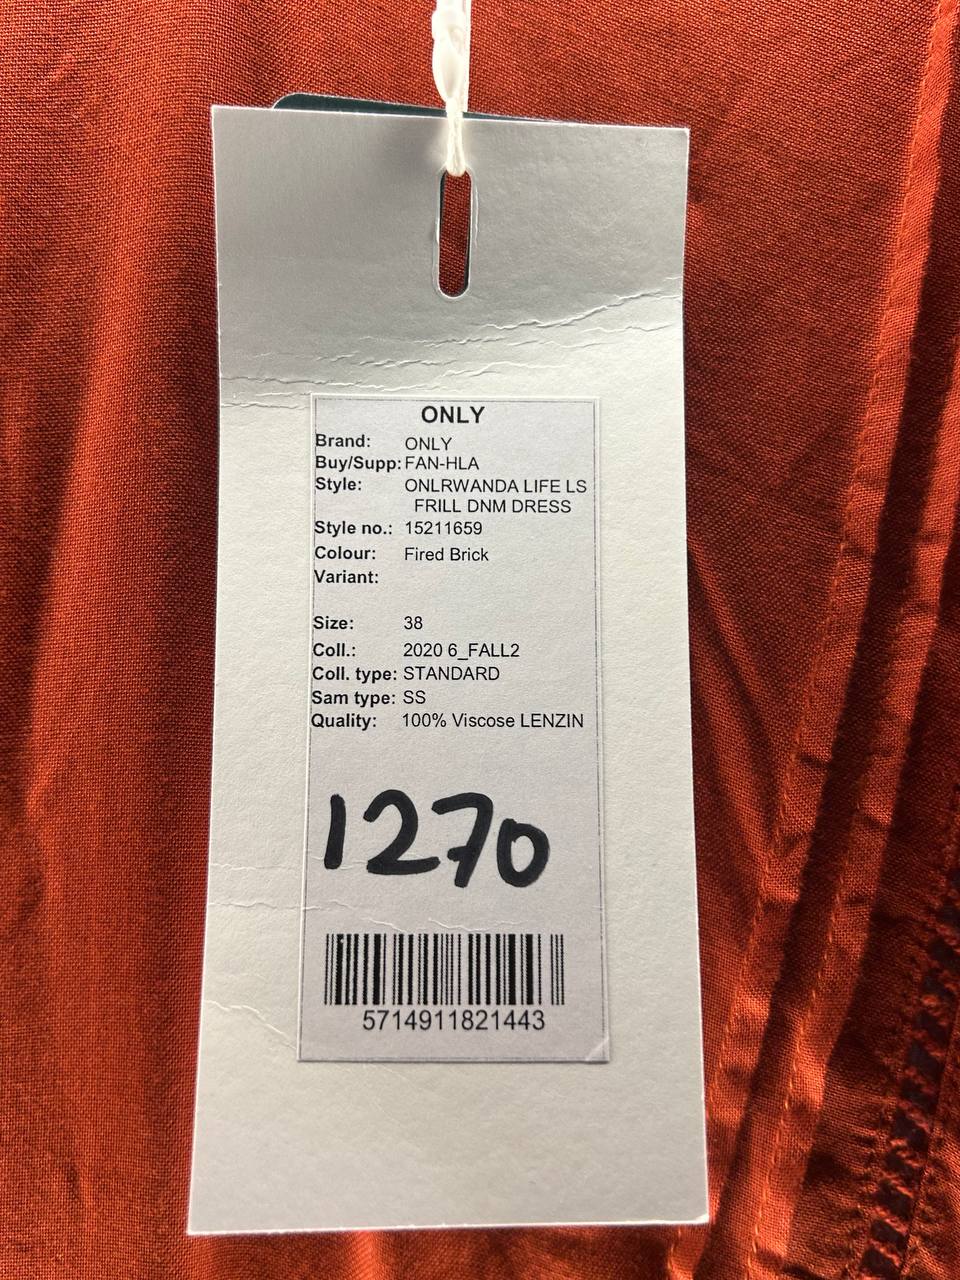 ONLY
Brand: ONLY
Buy/Supp: FAN-HLA
Style: ONLRWANDA LIFE LS
FRILL DNM DRESS
Style no.: 15211659
Colour: Fired Brick
Variant:
Size: 38
Coll.: 2020 6_FALL2
Coll. type: STANDARD
Sam type: SS
Quality: 100% Viscose LENZIN
1270
5714911821443